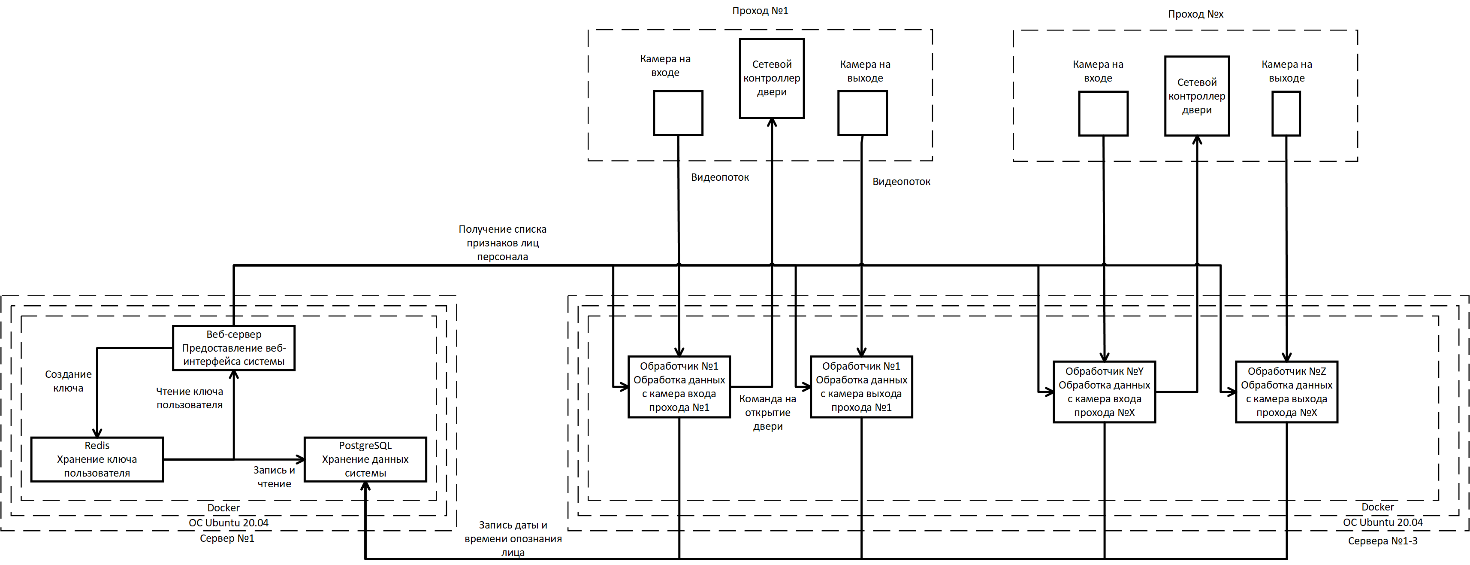 Проход №1
Проход №x
Камера на
входе
Сетевой
контроллер
двери
Камера на
выходе
Камера на
входе
Сетевой
контроллер
двери
Камера на
выходе
Видеопоток
Видеопоток
Получение списка
признаков лиц
персонала
Веб-сервер
Предоставление веб-
интерфейса системы
Создание
ключа
Чтение ключа
пользователя
Redis
Хранение ключа
пользователя
PostgreSQL
Хранение данных
системы
Запись и
чтение
Docker
ОС Ubuntu 20.04
Сервер №1
Обработчик №1
Обработка данных
с камера входа
прохода №1
Команда на
открытие
двери
Обработчик №1
Обработка данных
с камера выхода
прохода №1
Обработчик №Y
Обработка данных
с камера входа
прохода №X
Обработчик №Z
Обработка данных
с камера выхода
прохода №X
Docker
ОС Ubuntu 20.04
Сервера №1-3
Запись даты и
времени опознания
лица